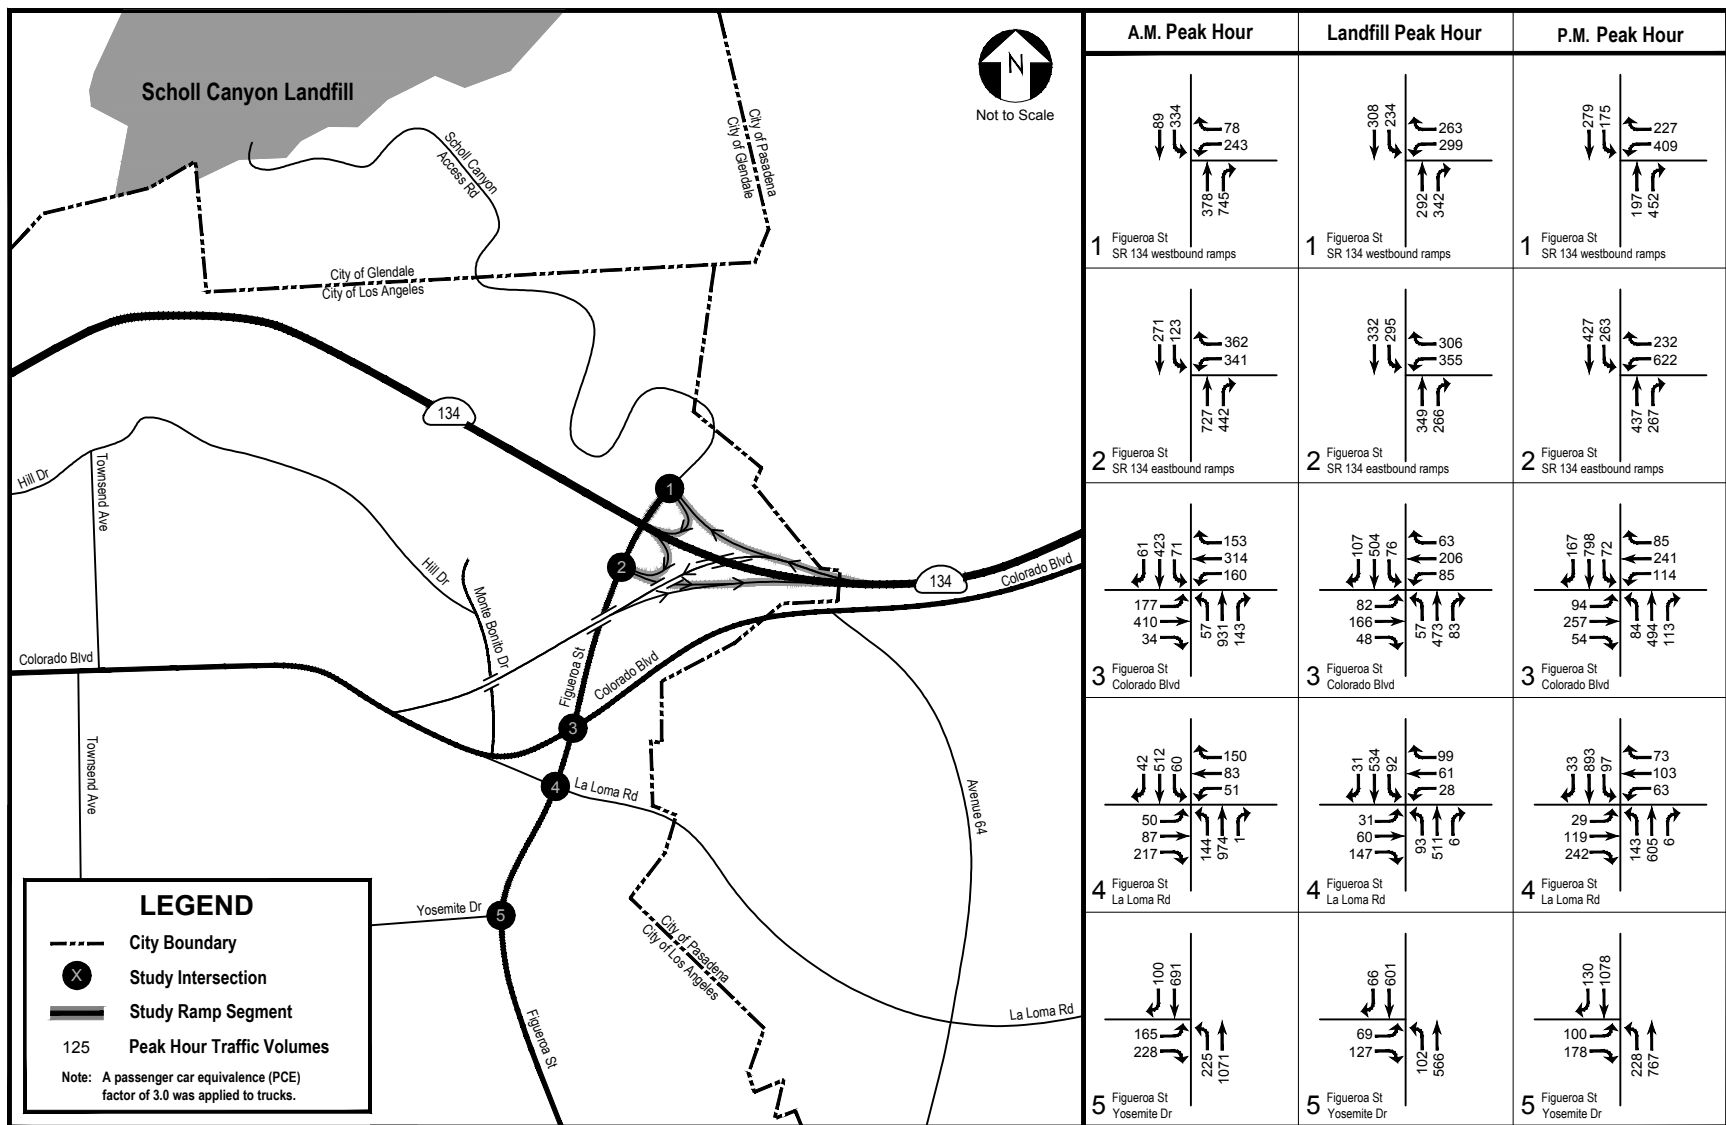 Scholl Canyon Landfill
N
Not to Scale
City of Pasadena
City of Glendale
Scholl Canyon
Access Rd
City of Glendale
City of Los Angeles
134
Hill Dr
Townsend Ave
Hill Dr
Monte Bonito Dr
1
2
134
Colorado Blvd
Colorado Blvd
Figueroa St
Colorado Blvd
3
4
La Loma Rd
Townsend Ave
Avenue 64
Yosemite Dr
5
City of Pasadena
City of Los Angeles
La Loma Rd
Figueroa St
LEGEND
City Boundary
X Study Intersection
Study Ramp Segment
125 Peak Hour Traffic Volumes
Note: A passenger car equivalence (PCE)
factor of 3.0 was applied to trucks.
A.M. Peak Hour
Landfill Peak Hour
P.M. Peak Hour
89 334
78
243
378 745
1 Figueroa St
SR 134 westbound ramps
308 234
263
299
292 342
1 Figueroa St
SR 134 westbound ramps
279 175
227
409
197 452
1 Figueroa St
SR 134 westbound ramps
271 123
362
341
727 442
2 Figueroa St
SR 134 eastbound ramps
332 295
306
355
349 266
2 Figueroa St
SR 134 eastbound ramps
427 263
232
622
437 267
2 Figueroa St
SR 134 eastbound ramps
61 423 71
153
314
160
177
410
34
57 931 143
3 Figueroa St
Colorado Blvd
107 504 76
63
206
85
82
166
48
57 473 83
3 Figueroa St
Colorado Blvd
167 798 72
85
241
114
94
257
54
84 494 113
3 Figueroa St
Colorado Blvd
42 512 60
150
83
51
50
87
217
144 974 1
4 Figueroa St
La Loma Rd
31 534 92
99
61
28
31
60
147
93 511 6
4 Figueroa St
La Loma Rd
33 893 97
73
103
63
29
119
242
143 605 6
4 Figueroa St
La Loma Rd
100 691
165
228
225 1071
5 Figueroa St
Yosemite Dr
66 601
69
127
102 566
5 Figueroa St
Yosemite Dr
130 1078
100
178
228 767
5 Figueroa St
Yosemite Dr